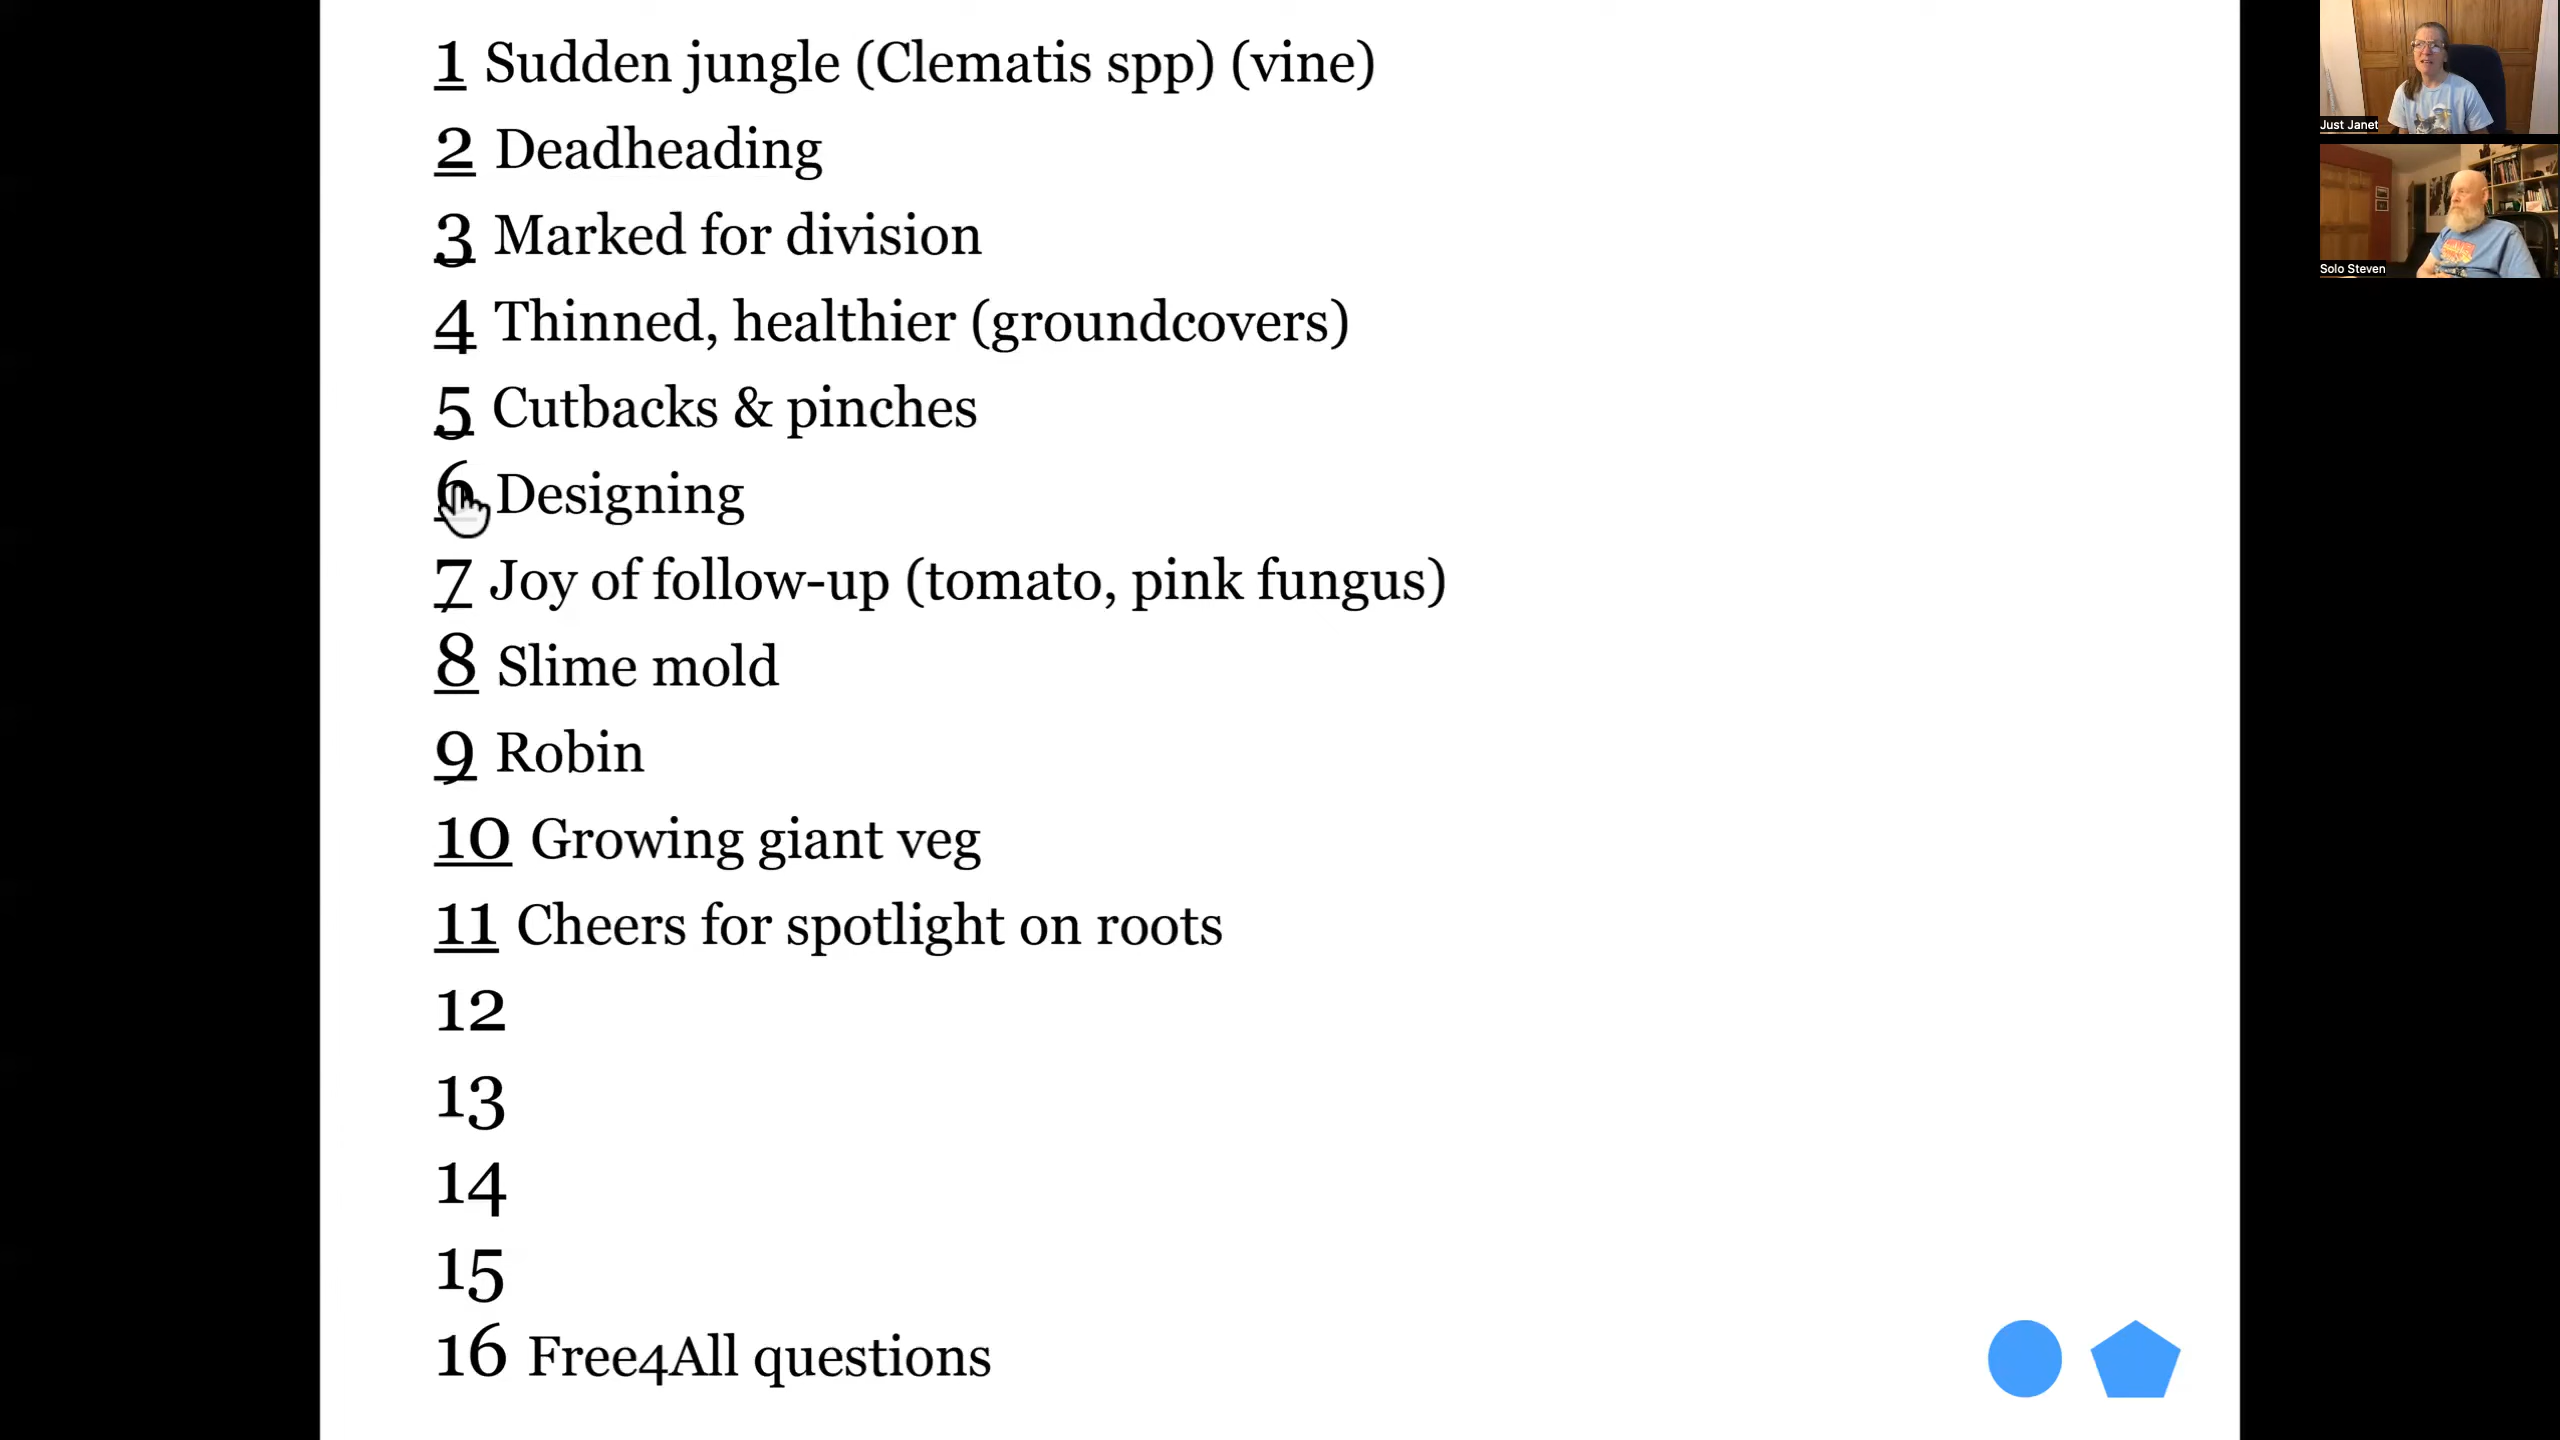 1 Sudden jungle (Clematis spp) (vine)
2 Deadheading
3 Marked for division
4 Thinned, healthier (groundcovers)
5 Cutbacks & pinches
6 Designing
7 Joy of follow-up (tomato, pink fungus)
8 Slime mold
9 Robin
10 Growing giant veg
11 Cheers for spotlight on roots
12
13
14
15
16 Free4All questions
Just Janet
Solo Steven